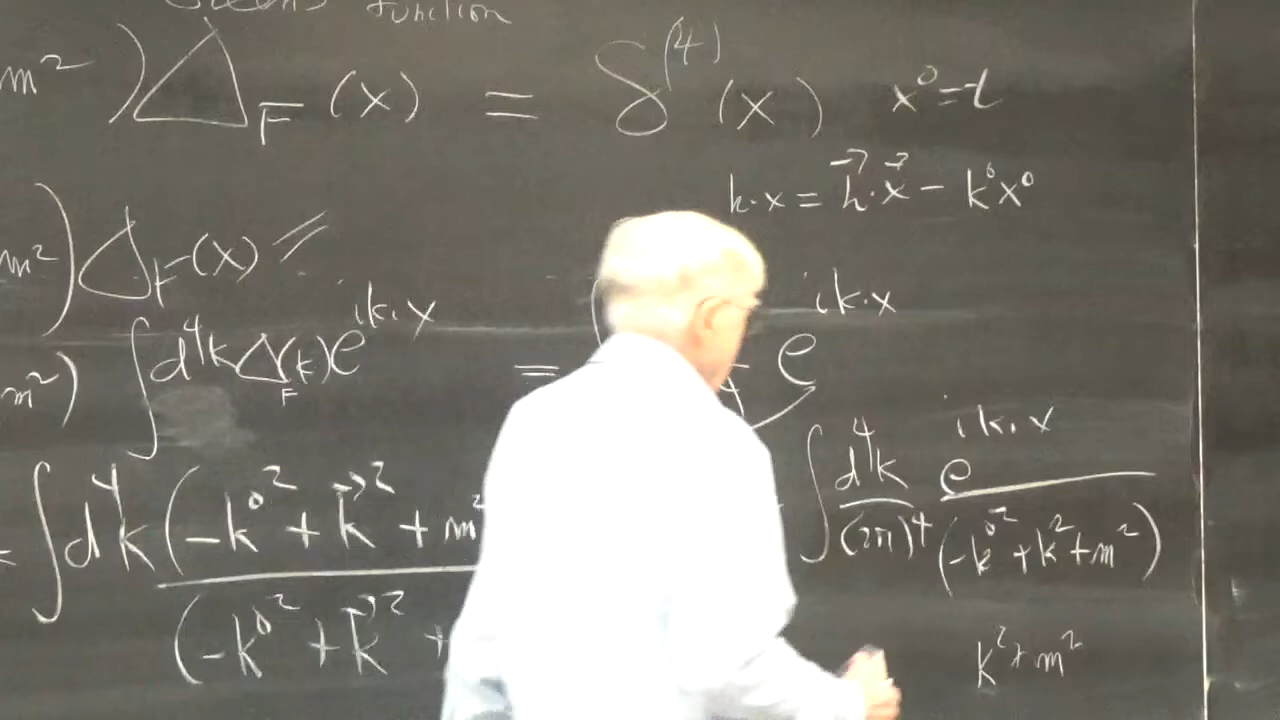 Green's function
m²) Δ_F(x) = δ^(4)(x) x⁰=t
k·x = k⃗·x⃗ − k⁰x⁰
m²) Δ_F(x) =
m²) ∫d⁴k Δ_F(k) e^{ik·x} = e^{ik·x}
= ∫d⁴k (−k⁰² + k⃗² + m² / (−k⁰² + k⃗² + ∫ d⁴k/(2π)⁴ e^{ik·x}/(−k⁰² + k² + m²)
k² + m²